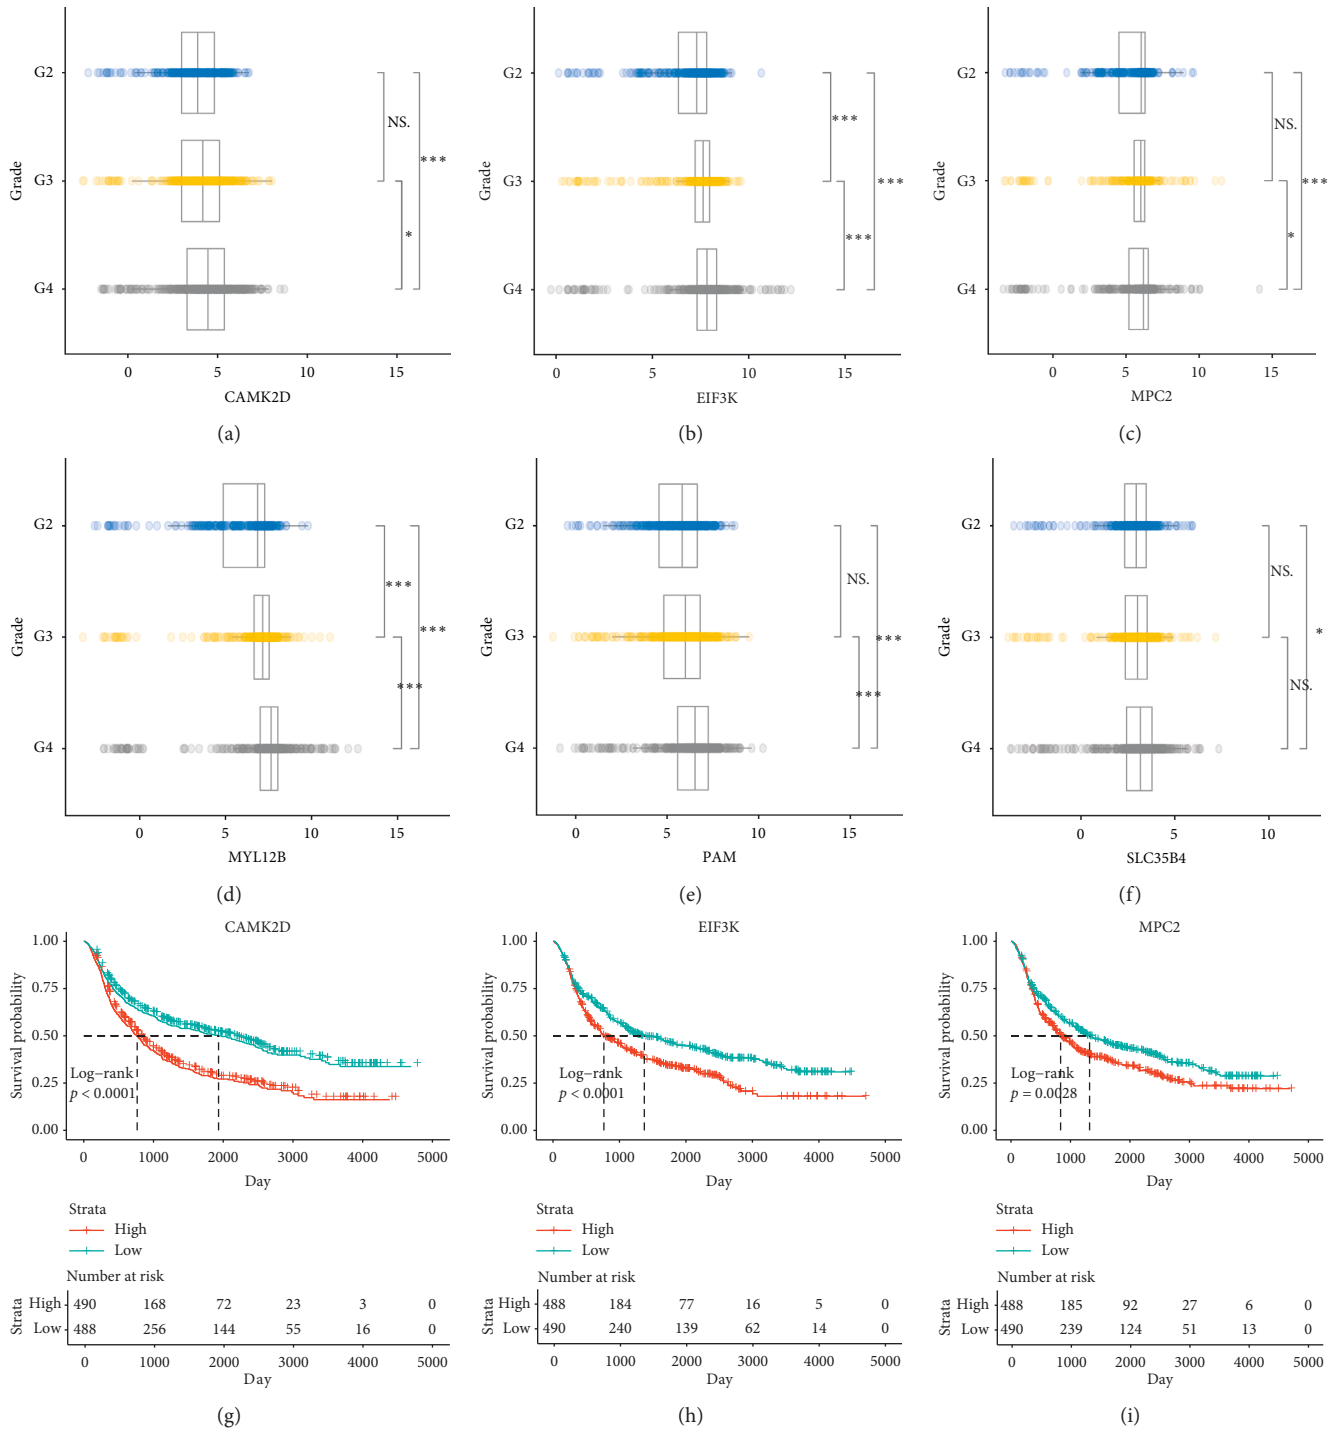 G2
G3
G4
Grade
NS.
***
*
0 5 10 15
CAMK2D
(a)
G2
G3
G4
Grade
***
***
***
0 5 10 15
EIF3K
(b)
G2
G3
G4
Grade
NS.
***
*
0 5 10 15
MPC2
(c)
G2
G3
G4
Grade
***
***
***
0 5 10 15
MYL12B
(d)
G2
G3
G4
Grade
NS.
***
***
0 5 10 15
PAM
(e)
G2
G3
G4
Grade
NS.
*
NS.
0 5 10
SLC35B4
(f)
CAMK2D
1.00
0.75
0.50
0.25
0.00
Survival probability
Log-rank
p < 0.0001
0 1000 2000 3000 4000 5000
Day
Strata
High
Low
Number at risk
Strata
High 490 168 72 23 3 0
Low 488 256 144 55 16 0
0 1000 2000 3000 4000 5000
Day
(g)
EIF3K
1.00
0.75
0.50
0.25
0.00
Survival probability
Log-rank
p < 0.0001
0 1000 2000 3000 4000 5000
Day
Strata
High
Low
Number at risk
Strata
High 488 184 77 16 5 0
Low 490 240 139 62 14 0
0 1000 2000 3000 4000 5000
Day
(h)
MPC2
1.00
0.75
0.50
0.25
0.00
Survival probability
Log-rank
p = 0.0028
0 1000 2000 3000 4000 5000
Day
Strata
High
Low
Number at risk
Strata
High 488 185 92 27 6 0
Low 490 239 124 51 13 0
0 1000 2000 3000 4000 5000
Day
(i)